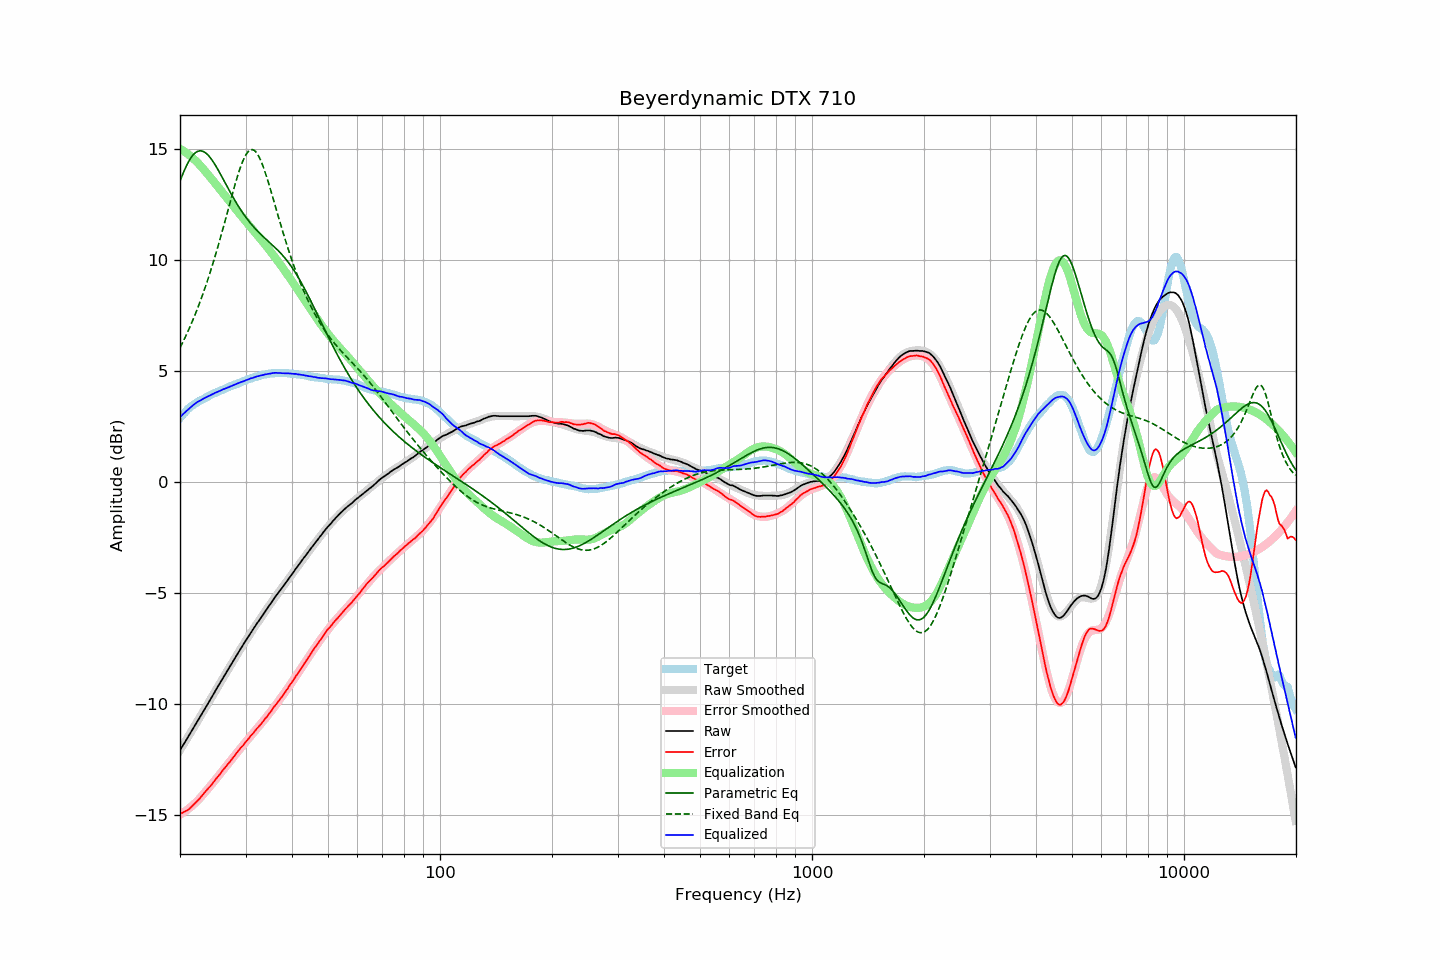 Beyerdynamic DTX 710
15
10
5
0
−5
−10
−15
Amplitude (dBr)
100
1000
10000
Frequency (Hz)
Target
Raw Smoothed
Error Smoothed
Raw
Error
Equalization
Parametric Eq
Fixed Band Eq
Equalized